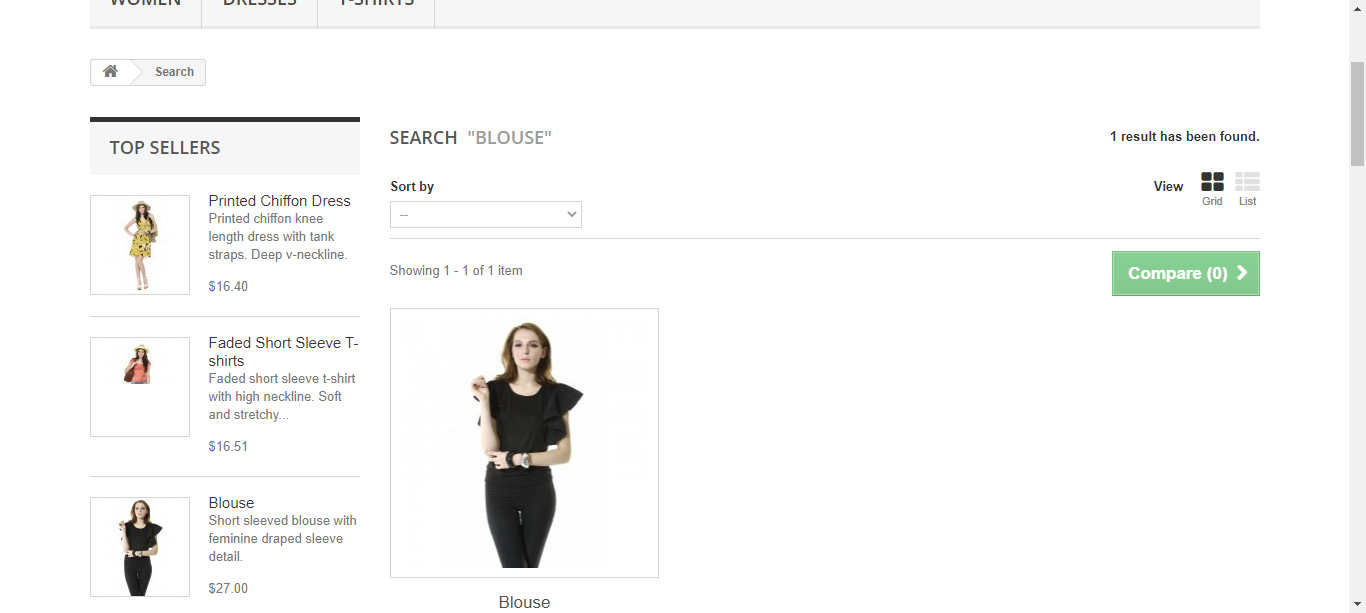 WOMEN DRESSES T-SHIRTS
Search
TOP SELLERS
Printed Chiffon Dress
Printed chiffon knee
length dress with tank
straps. Deep v-neckline.
$16.40
Faded Short Sleeve T-
shirts
Faded short sleeve t-shirt
with high neckline. Soft
and stretchy...
$16.51
Blouse
Short sleeved blouse with
feminine draped sleeve
detail.
$27.00
SEARCH "BLOUSE"
1 result has been found.
Sort by
--
View
Grid
List
Showing 1 - 1 of 1 item
Compare (0)
Blouse